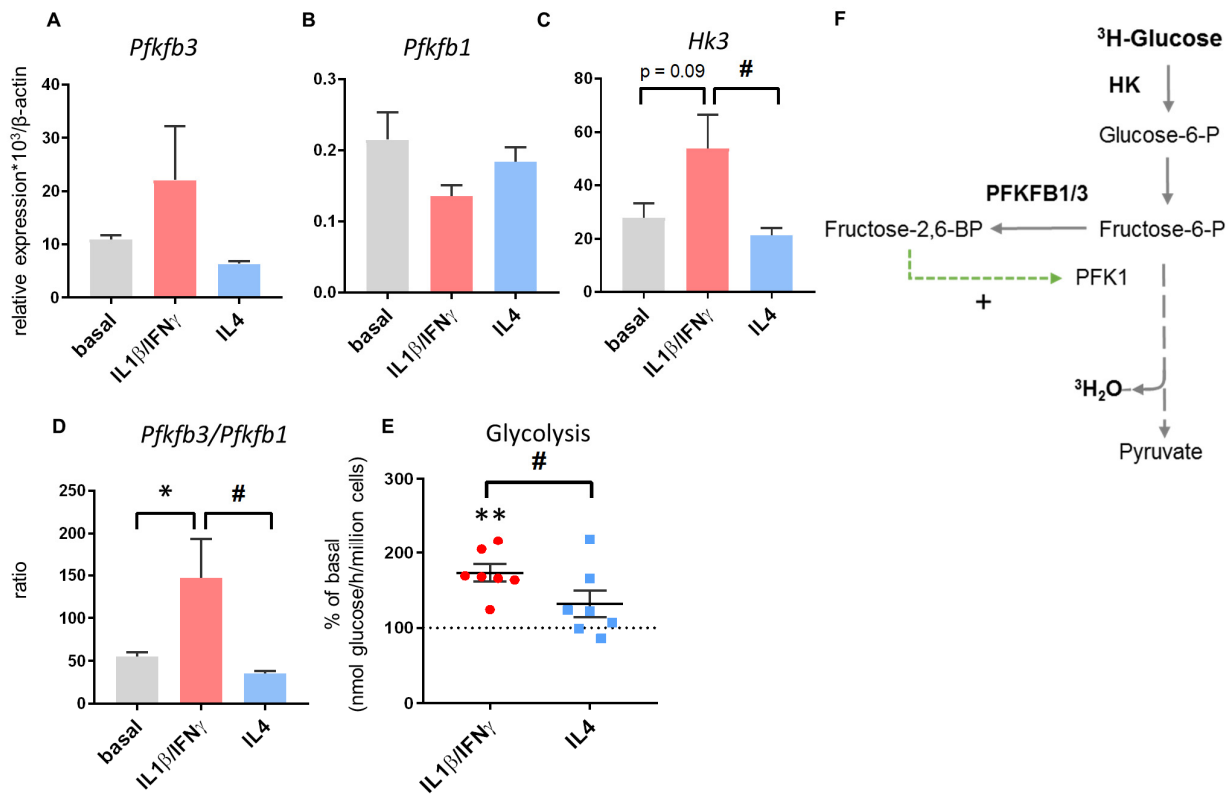 A
Pfkfb3
relative expression*10³/β-actin
40
30
20
10
0
basal
IL1β/IFNγ
IL4
B
Pfkfb1
0.3
0.2
0.1
0.0
basal
IL1β/IFNγ
IL4
C
Hk3
p = 0.09
#
80
60
40
20
0
basal
IL1β/IFNγ
IL4
D
Pfkfb3/Pfkfb1
*
#
ratio
250
200
150
100
50
0
basal
IL1β/IFNγ
IL4
E
Glycolysis
#
**
% of basal
(nmol glucose/h/million cells)
300
200
100
0
IL1β/IFNγ
IL4
F
³H-Glucose
HK
Glucose-6-P
PFKFB1/3
Fructose-2,6-BP
Fructose-6-P
PFK1
+
³H₂O
Pyruvate